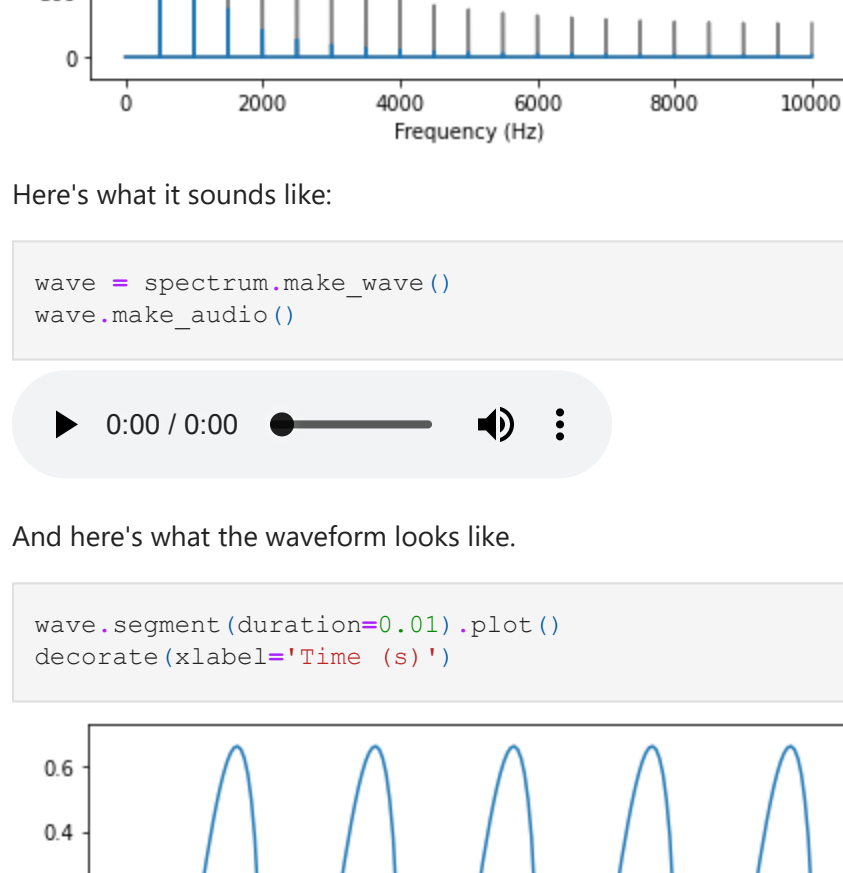 0
0 2000 4000 6000 8000 10000
Frequency (Hz)
Here's what it sounds like:
wave = spectrum.make_wave()
wave.make_audio()
0:00 / 0:00
And here's what the waveform looks like.
wave.segment(duration=0.01).plot()
decorate(xlabel='Time (s)')
0.6
0.4